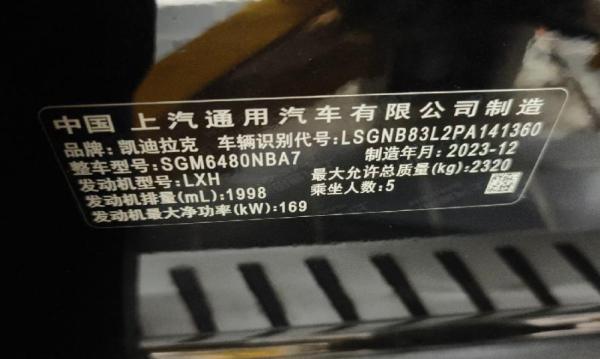 中国 上汽通用汽车有限公司制造
品牌: 凯迪拉克 车辆识别代号: LSGNB83L2PA141360
整车型号: SGM6480NBA7 制造年月: 2023-12
发动机型号: LXH 最大允许总质量(kg): 2320
发动机排量(mL): 1998 乘坐人数: 5
发动机最大净功率(kW): 169